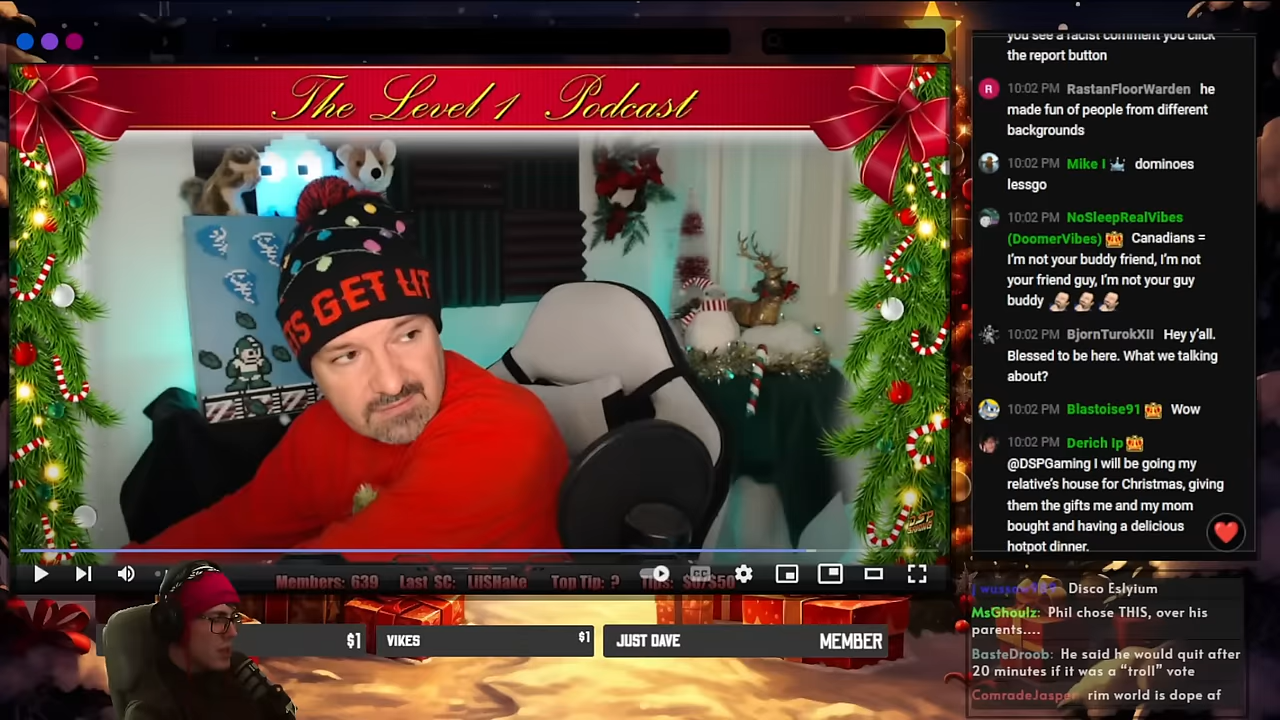 The Level 1 Podcast
LETS GET LIT
CC
Members: 639 Last SC: LilShake Top Tip: ? Tips: $0/$50
$1
VIKES $1
JUST DAVE MEMBER
you see a racist comment you click
the report button
R
10:02 PM RastanFloorWarden he
made fun of people from different
backgrounds
10:02 PM Mike I dominoes
lessgo
10:02 PM NoSleepRealVibes
(DoomerVibes) Canadians =
I'm not your buddy friend, I'm not
your friend guy, I'm not your guy
buddy
10:02 PM BjornTurokXII Hey y'all.
Blessed to be here. What we talking
about?
10:02 PM Blastoise91 Wow
10:02 PM Derich Ip
@DSPGaming I will be going my
relative's house for Christmas, giving
them the gifts me and my mom
bought and having a delicious
hotpot dinner.
Disco Eslyium
MsGhoulz: Phil chose THIS, over his
parents....
BasteDroob: He said he would quit after
20 minutes if it was a “troll” vote
ComradeJasper rim world is dope af